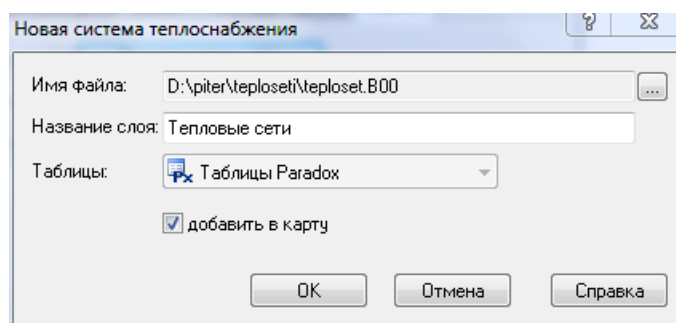 Новая система теплоснабжения
Имя файла: D:\piter\teploseti\teploset.B00 ...
Название слоя: Тепловые сети
Таблицы: Px Таблицы Paradox
добавить в карту
OK Отмена Справка